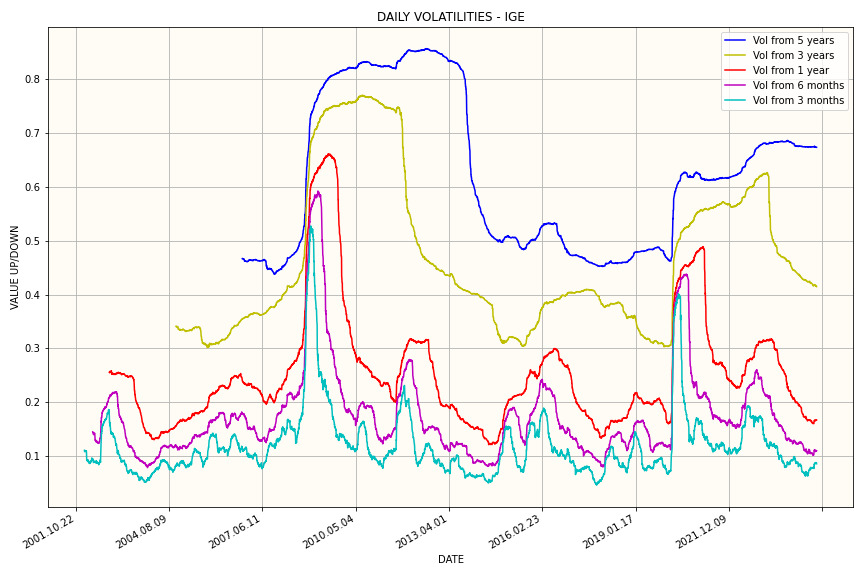 DAILY VOLATILITIES - IGE
Vol from 5 years
Vol from 3 years
Vol from 1 year
Vol from 6 months
Vol from 3 months
VALUE UP/DOWN
0.8
0.7
0.6
0.5
0.4
0.3
0.2
0.1
2001.10.22
2004.08.09
2007.06.11
2010.05.04
2013.04.01
2016.02.23
2019.01.17
2021.12.09
DATE